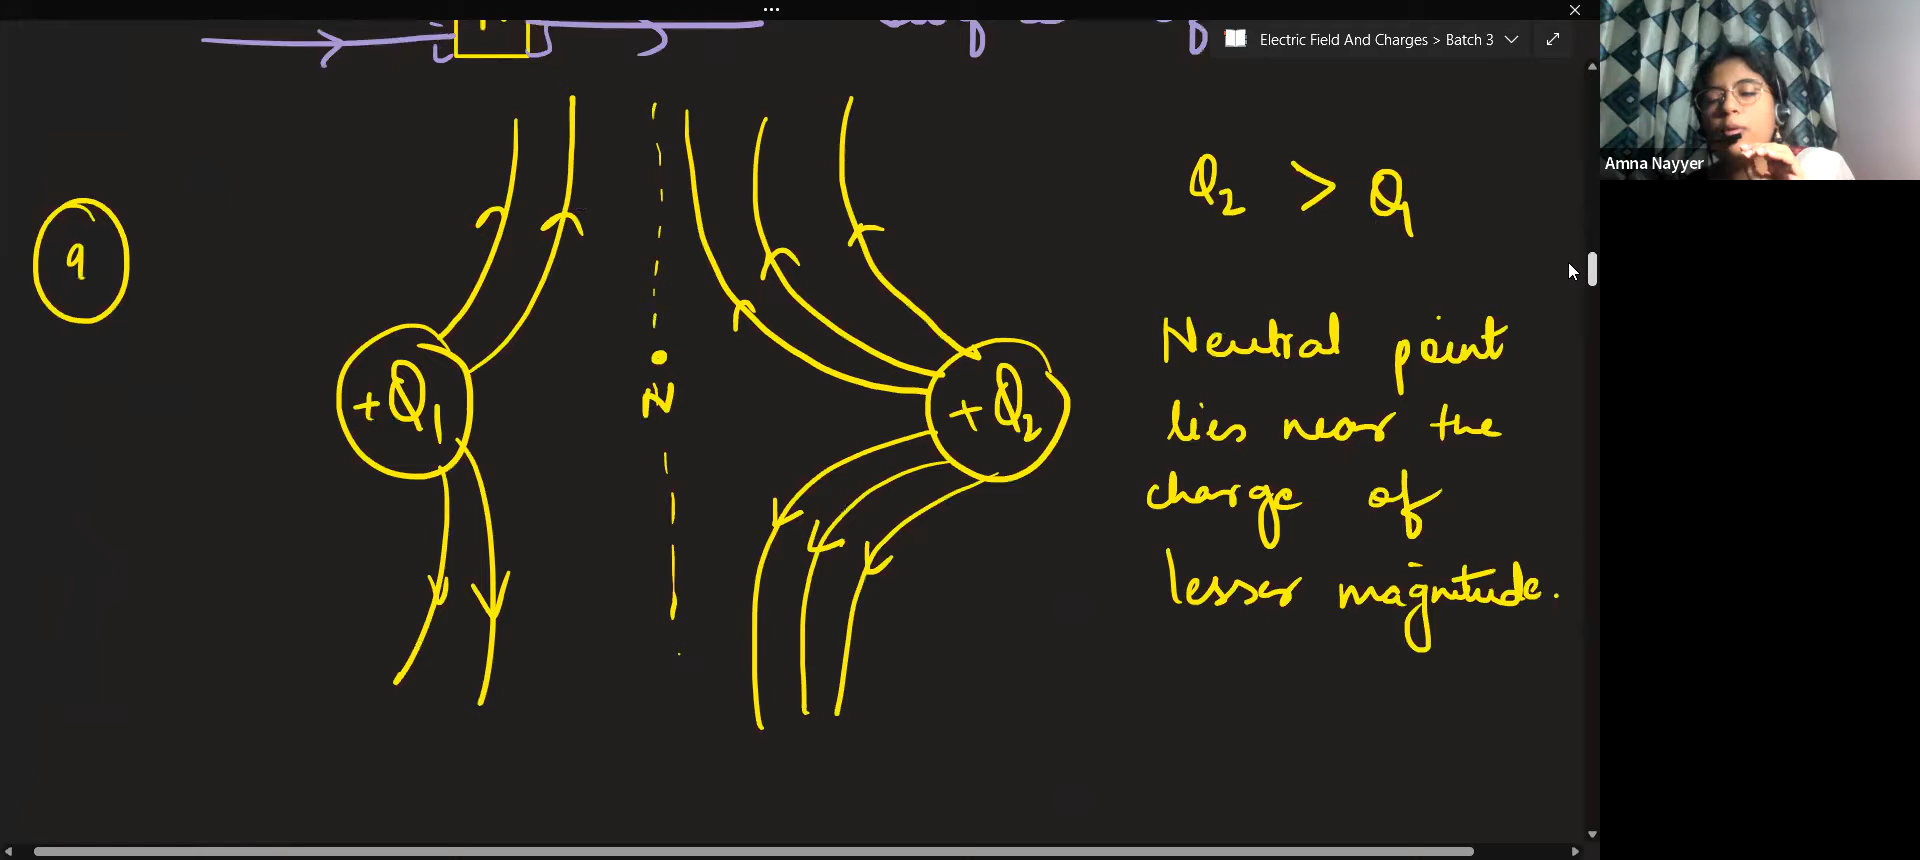 Electric Field And Charges > Batch 3
Amna Nayyer
Q2 > Q1
9
+Q1
N
+Q2
Neutral point
lies near the
charge of
lesser magnitude.